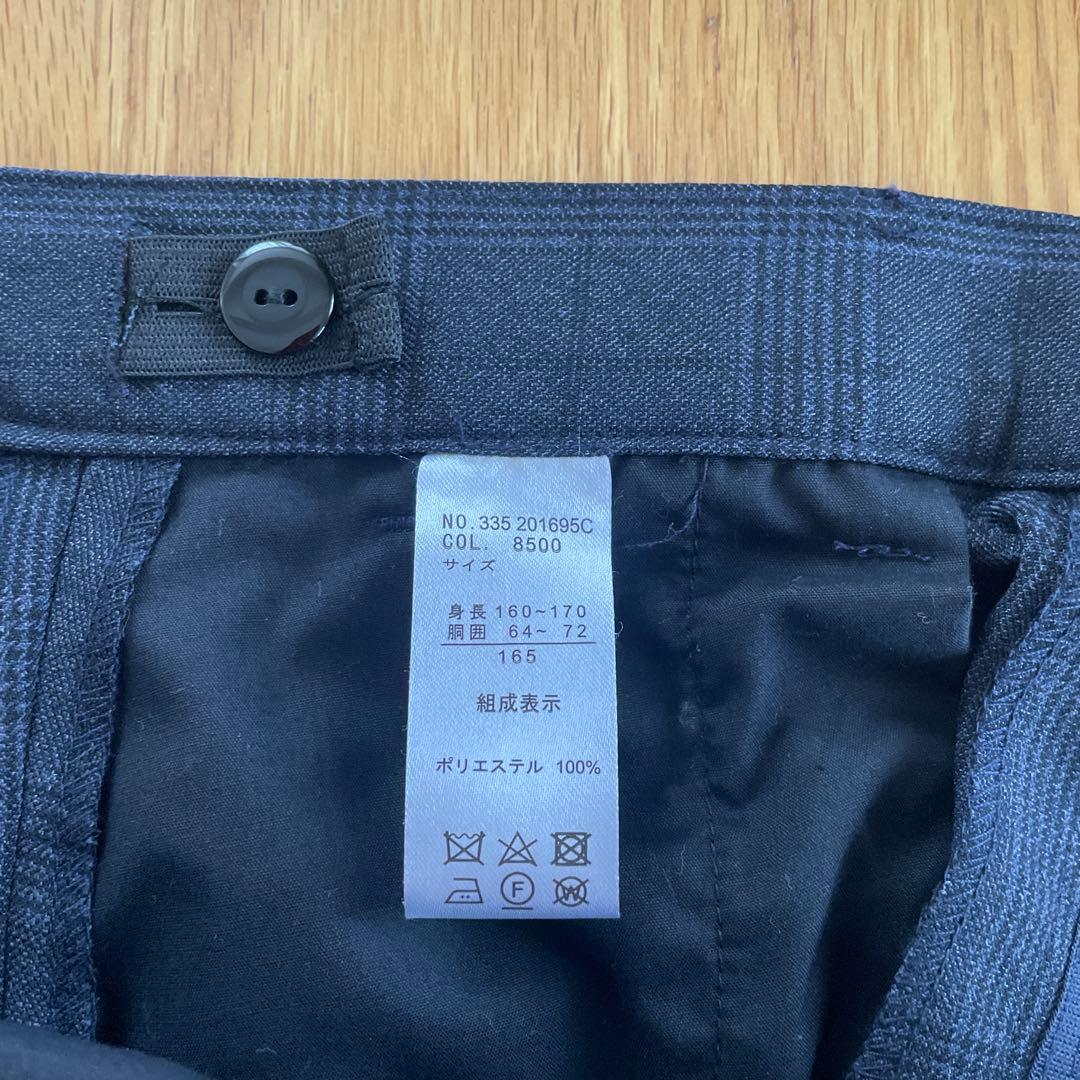 NO.335 201695C
COL. 8500
サイズ
身長 160~170
胴囲 64~ 72
165
組成表示
ポリエステル 100%
F W